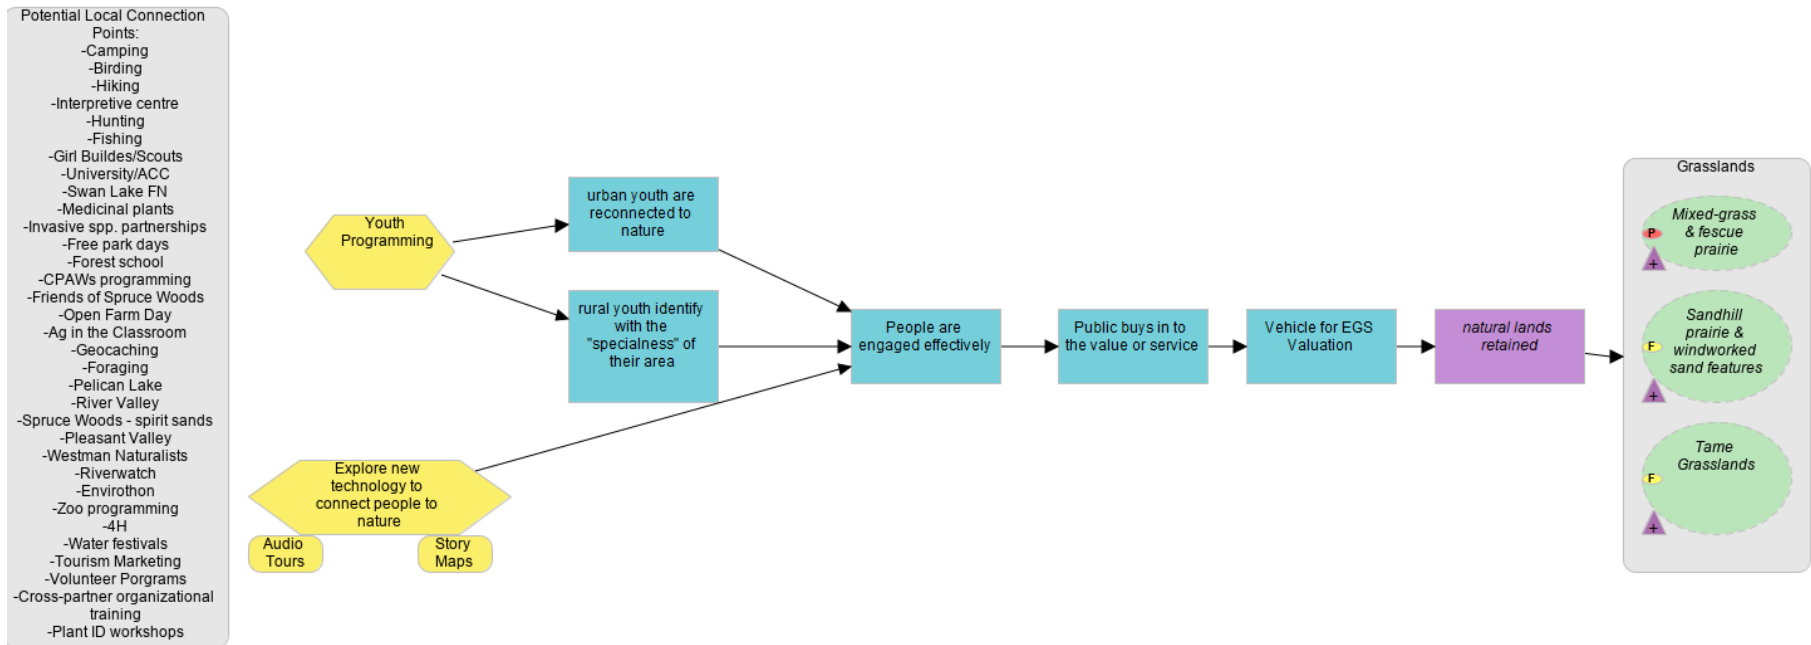 Potential Local Connection
Points:
-Camping
-Birding
-Hiking
-Interpretive centre
-Hunting
-Fishing
-Girl Buildes/Scouts
-University/ACC
-Swan Lake FN
-Medicinal plants
-Invasive spp. partnerships
-Free park days
-Forest school
-CPAWs programming
-Friends of Spruce Woods
-Open Farm Day
-Ag in the Classroom
-Geocaching
-Foraging
-Pelican Lake
-River Valley
-Spruce Woods - spirit sands
-Pleasant Valley
-Westman Naturalists
-Riverwatch
-Envirothon
-Zoo programming
-4H
-Water festivals
-Tourism Marketing
-Volunteer Porgrams
-Cross-partner organizational
training
-Plant ID workshops
Youth
Programming
Explore new
technology to
connect people to
nature
Audio
Tours
Story
Maps
urban youth are
reconnected to
nature
rural youth identify
with the
"specialness" of
their area
People are
engaged effectively
Public buys in to
the value or service
Vehicle for EGS
Valuation
natural lands
retained
Grasslands
Mixed-grass
& fescue
prairie
P
+
Sandhill
prairie &
windworked
sand features
F
+
Tame
Grasslands
F
+